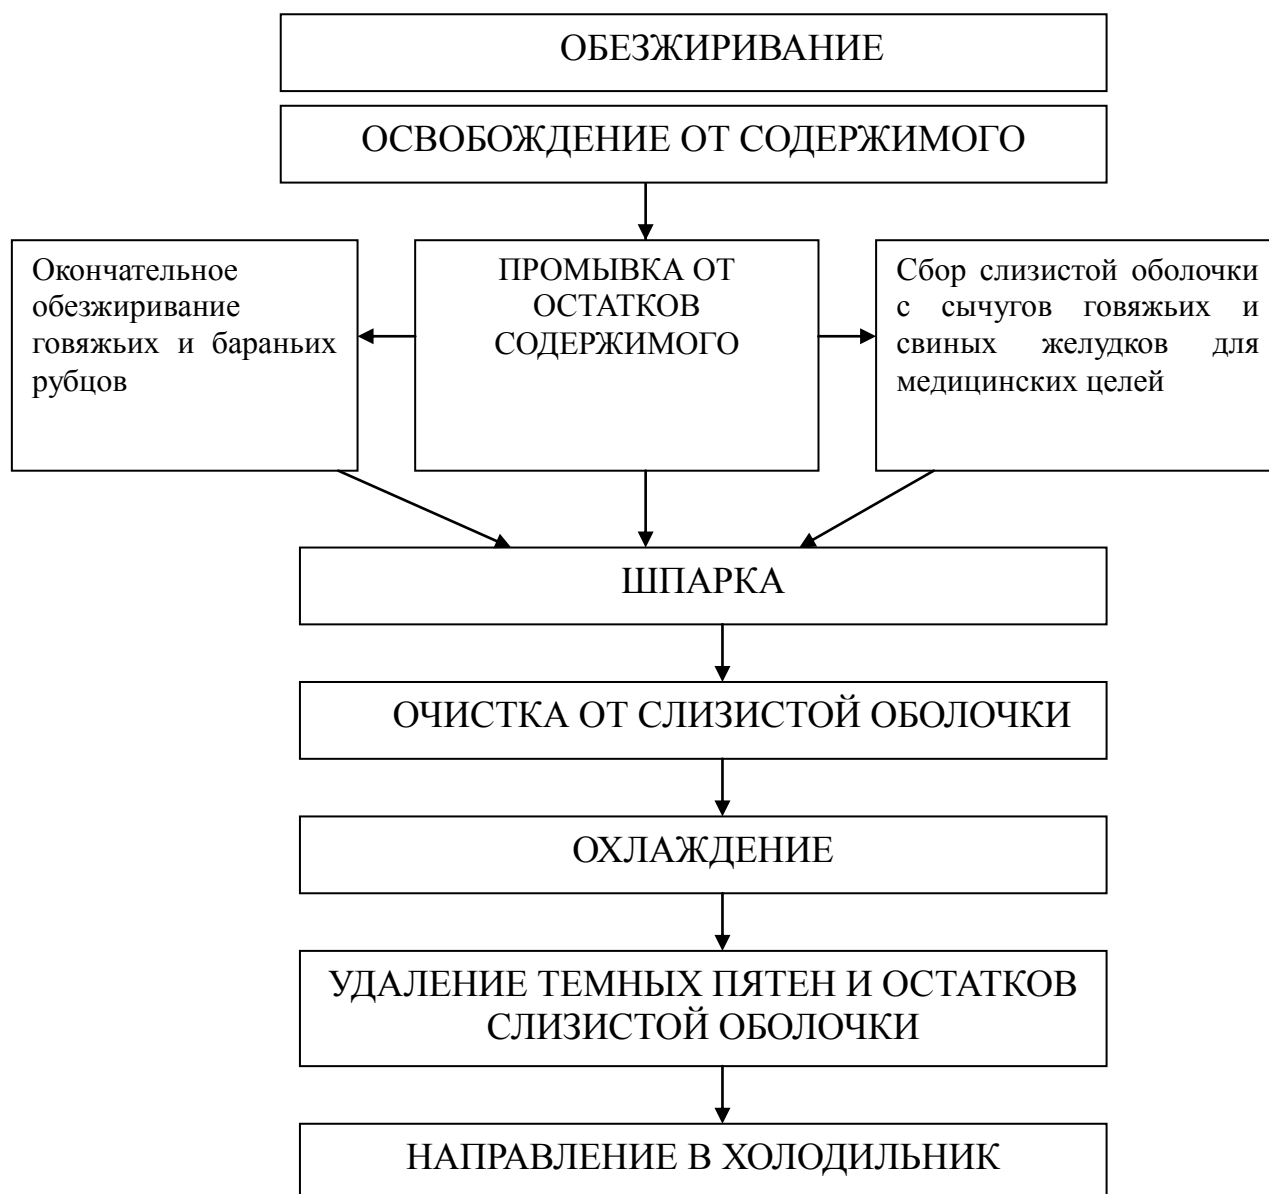 ОБЕЗЖИРИВАНИЕ
ОСВОБОЖДЕНИЕ ОТ СОДЕРЖИМОГО
Окончательное
обезжиривание
говяжьих и бараньих
рубцов
ПРОМЫВКА ОТ
ОСТАТКОВ
СОДЕРЖИМОГО
Сбор слизистой оболочки
с сычугов говяжьих и
свиных желудков для
медицинских целей
ШПАРКА
ОЧИСТКА ОТ СЛИЗИСТОЙ ОБОЛОЧКИ
ОХЛАЖДЕНИЕ
УДАЛЕНИЕ ТЕМНЫХ ПЯТЕН И ОСТАТКОВ
СЛИЗИСТОЙ ОБОЛОЧКИ
НАПРАВЛЕНИЕ В ХОЛОДИЛЬНИК